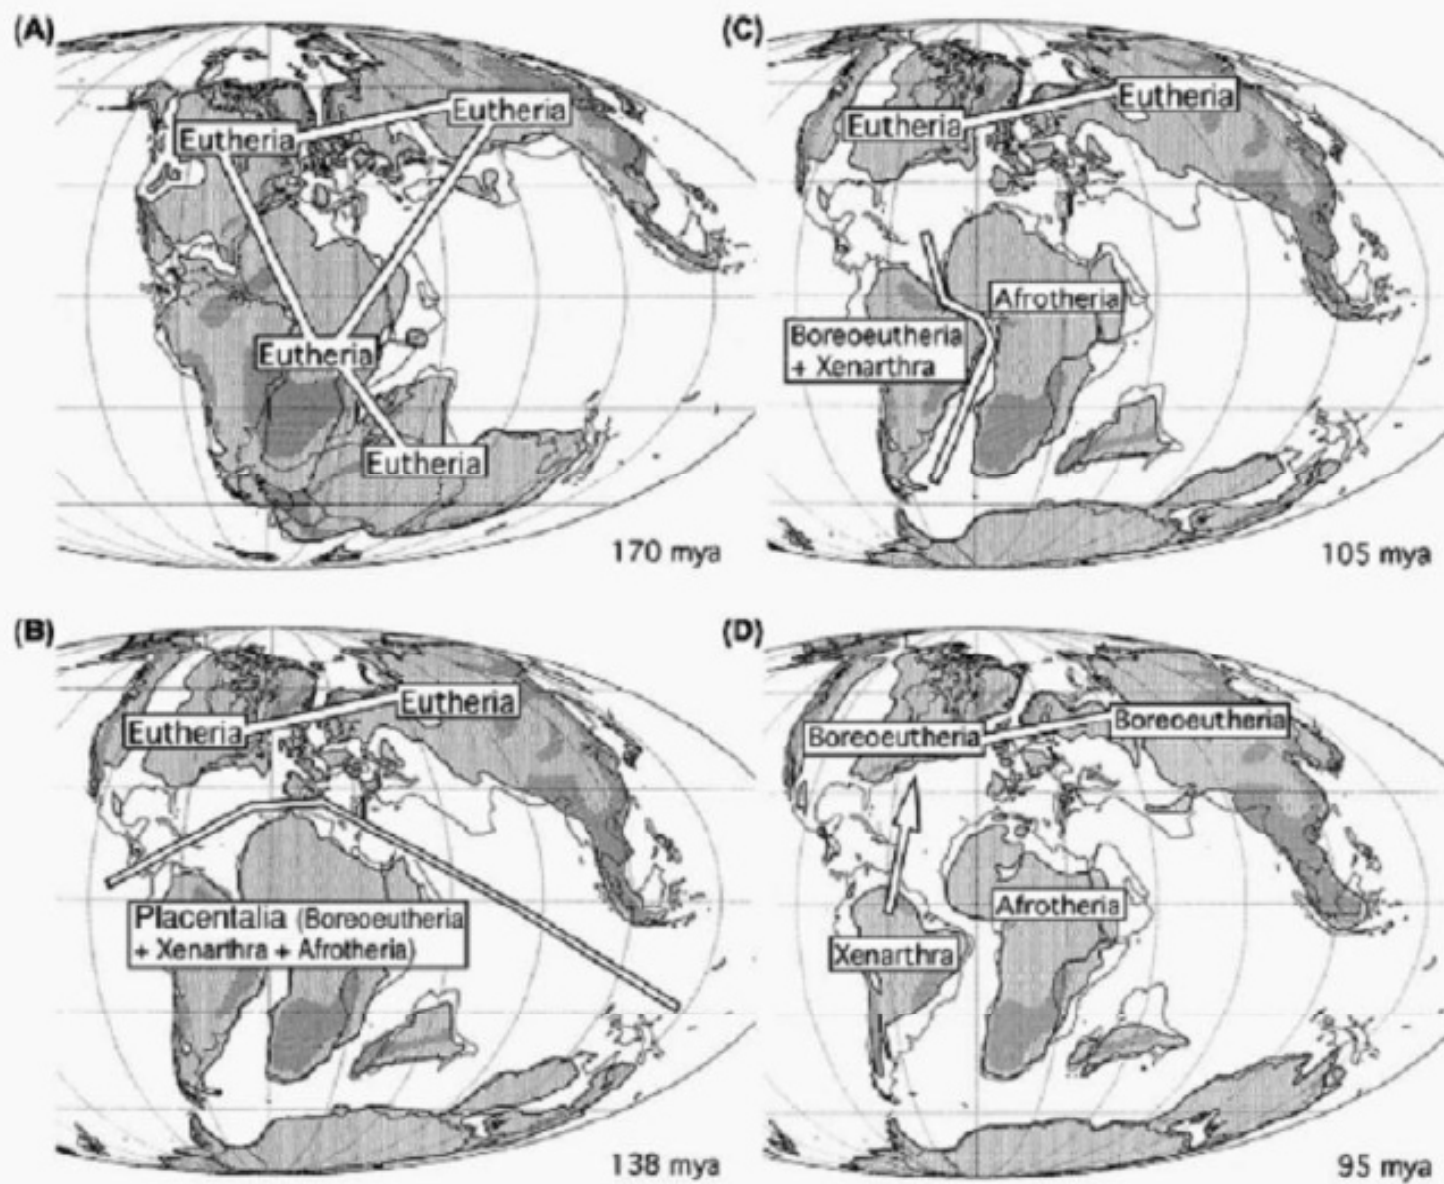 (A)
Eutheria
Eutheria
Eutheria
Eutheria
170 mya
(B)
Eutheria
Eutheria
Placentalia (Boreoeutheria
+ Xenarthra + Afrotheria)
138 mya
(C)
Eutheria
Eutheria
Afrotheria
Boreoeutheria
+ Xenarthra
105 mya
(D)
Boreoeutheria
Boreoeutheria
Afrotheria
Xenarthra
95 mya